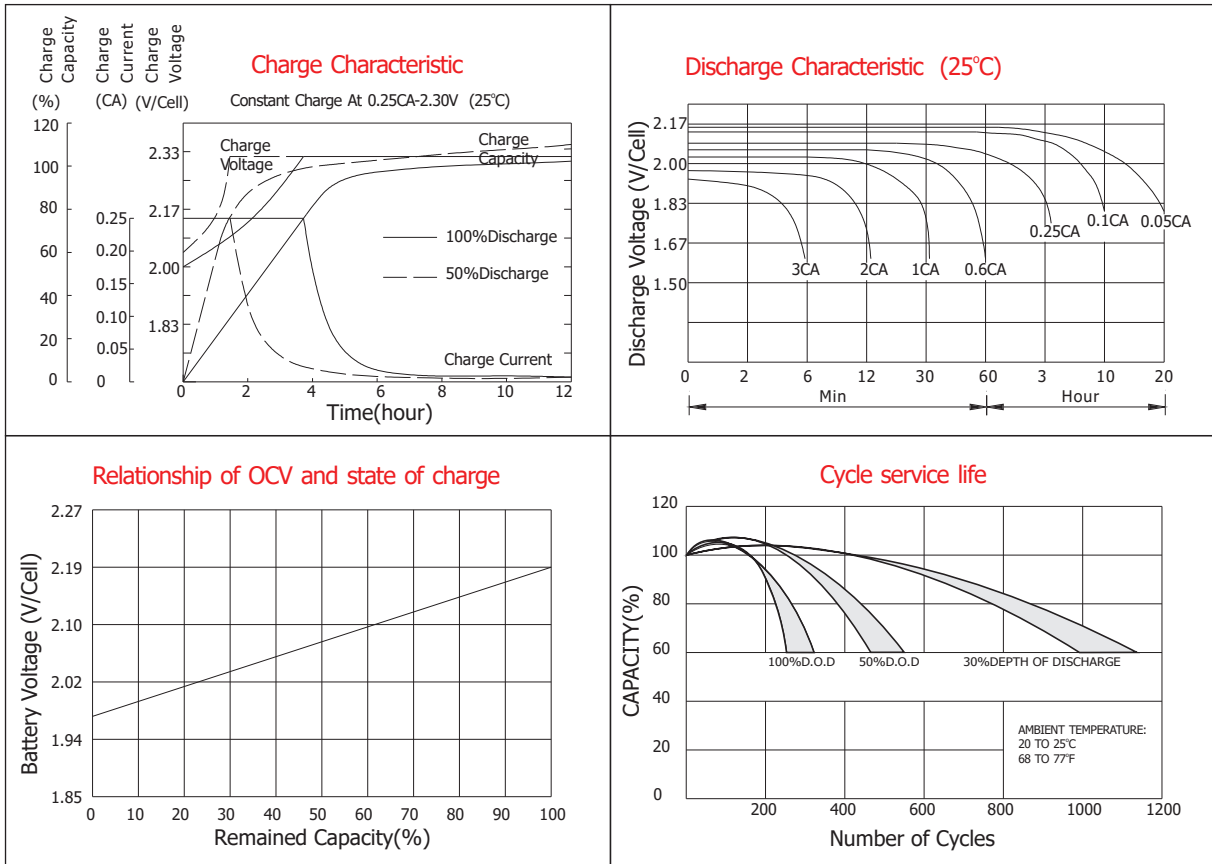 Charge
Capacity
Charge
Current
Charge
Voltage
(%)
(CA)
(V/Cell)
Charge Characteristic
Constant Charge At 0.25CA-2.30V (25°C)
120
100
80
60
40
20
0
0.25
0.20
0.15
0.10
0.05
0
2.33
2.17
2.00
1.83
Charge
Voltage
Charge
Capacity
100%Discharge
50%Discharge
Charge Current
0 2 4 6 8 10 12
Time(hour)
Discharge Characteristic (25°C)
Discharge Voltage (V/Cell)
2.17
2.00
1.83
1.67
1.50
3CA
2CA
1CA
0.6CA
0.25CA
0.1CA
0.05CA
0 2 6 12 30 60 3 10 20
Min
Hour
Relationship of OCV and state of charge
Battery Voltage (V/Cell)
2.27
2.19
2.10
2.02
1.94
1.85
0 10 20 30 40 50 60 70 80 90 100
Remained Capacity(%)
Cycle service life
CAPACITY(%)
120
100
80
60
40
20
0
100%D.O.D
50%D.O.D
30%DEPTH OF DISCHARGE
AMBIENT TEMPERATURE:
20 TO 25°C
68 TO 77°F
200 400 600 800 1000 1200
Number of Cycles